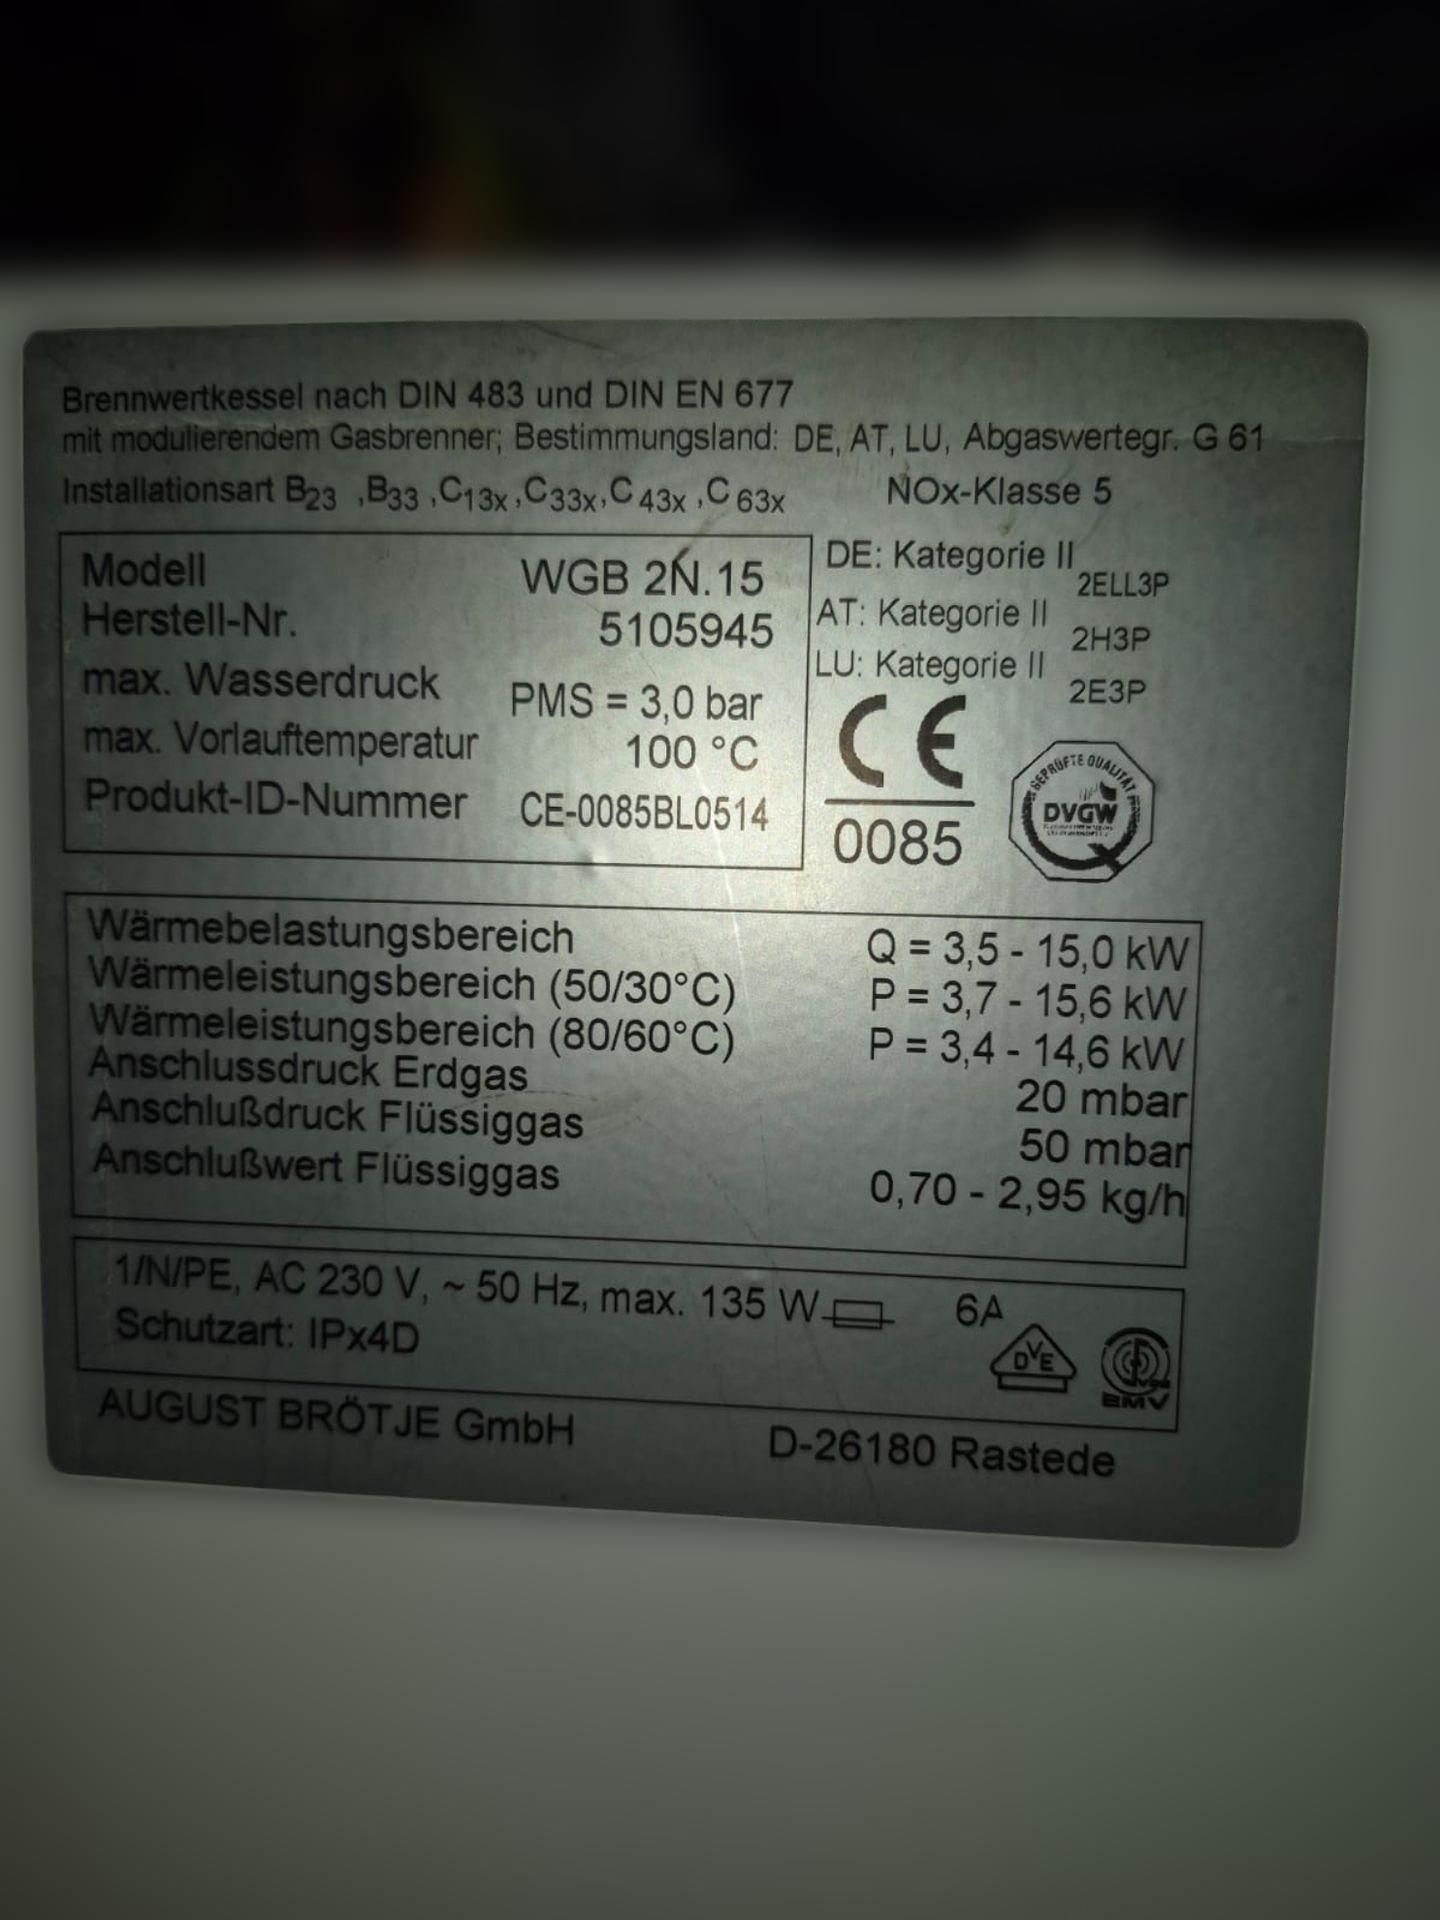 Brennwertkessel nach DIN 483 und DIN EN 677
mit modulierendem Gasbrenner; Bestimmungsland: DE, AT, LU, Abgaswertegr. G 61
Installationsart B23 ,B33 ,C13x ,C33x, C 43x ,C 63x NOx-Klasse 5
Modell WGB 2N.15
Herstell-Nr. 5105945
max. Wasserdruck PMS = 3,0 bar
max. Vorlauftemperatur 100 °C
Produkt-ID-Nummer CE-0085BL0514
DE: Kategorie II 2ELL3P
AT: Kategorie II 2H3P
LU: Kategorie II 2E3P
CE
0085
GEPRÜFTE QUALITÄT
DVGW
Wärmebelastungsbereich Q = 3,5 - 15,0 kW
Wärmeleistungsbereich (50/30°C) P = 3,7 - 15,6 kW
Wärmeleistungsbereich (80/60°C) P = 3,4 - 14,6 kW
Anschlussdruck Erdgas 20 mbar
Anschlußdruck Flüssiggas 50 mbar
Anschlußwert Flüssiggas 0,70 - 2,95 kg/h
1/N/PE, AC 230 V, ~ 50 Hz, max. 135 W 6A
Schutzart: IPx4D
DVE
EMV
AUGUST BRÖTJE GmbH D-26180 Rastede